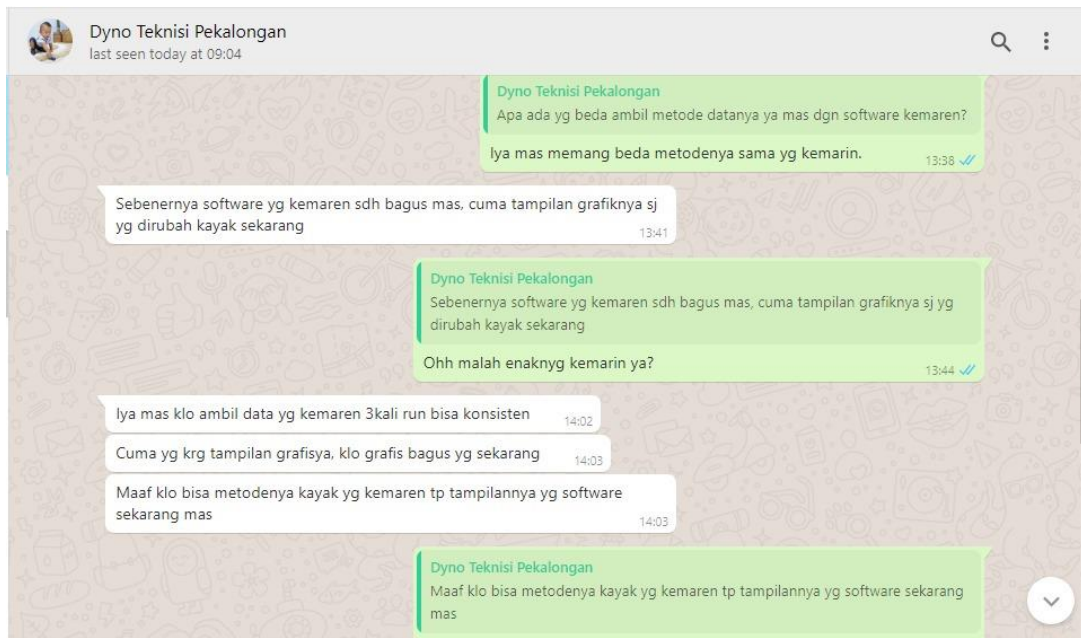 Dyno Teknisi Pekalongan
last seen today at 09:04
Dyno Teknisi Pekalongan
Apa ada yg beda ambil metode datanya ya mas dgn software kemaren?
Iya mas memang beda metodenya sama yg kemarin.
13:38
Sebenernya software yg kemaren sdh bagus mas, cuma tampilan grafiknya sj
yg dirubah kayak sekarang
13:41
Dyno Teknisi Pekalongan
Sebenernya software yg kemaren sdh bagus mas, cuma tampilan grafiknya sj yg
dirubah kayak sekarang
Ohh malah enaknyg kemarin ya?
13:44
Iya mas klo ambil data yg kemaren 3kali run bisa konsisten
14:02
Cuma yg krg tampilan grafisya, klo grafis bagus yg sekarang
14:03
Maaf klo bisa metodenya kayak yg kemaren tp tampilannya yg software
sekarang mas
14:03
Dyno Teknisi Pekalongan
Maaf klo bisa metodenya kayak yg kemaren tp tampilannya yg software sekarang
mas